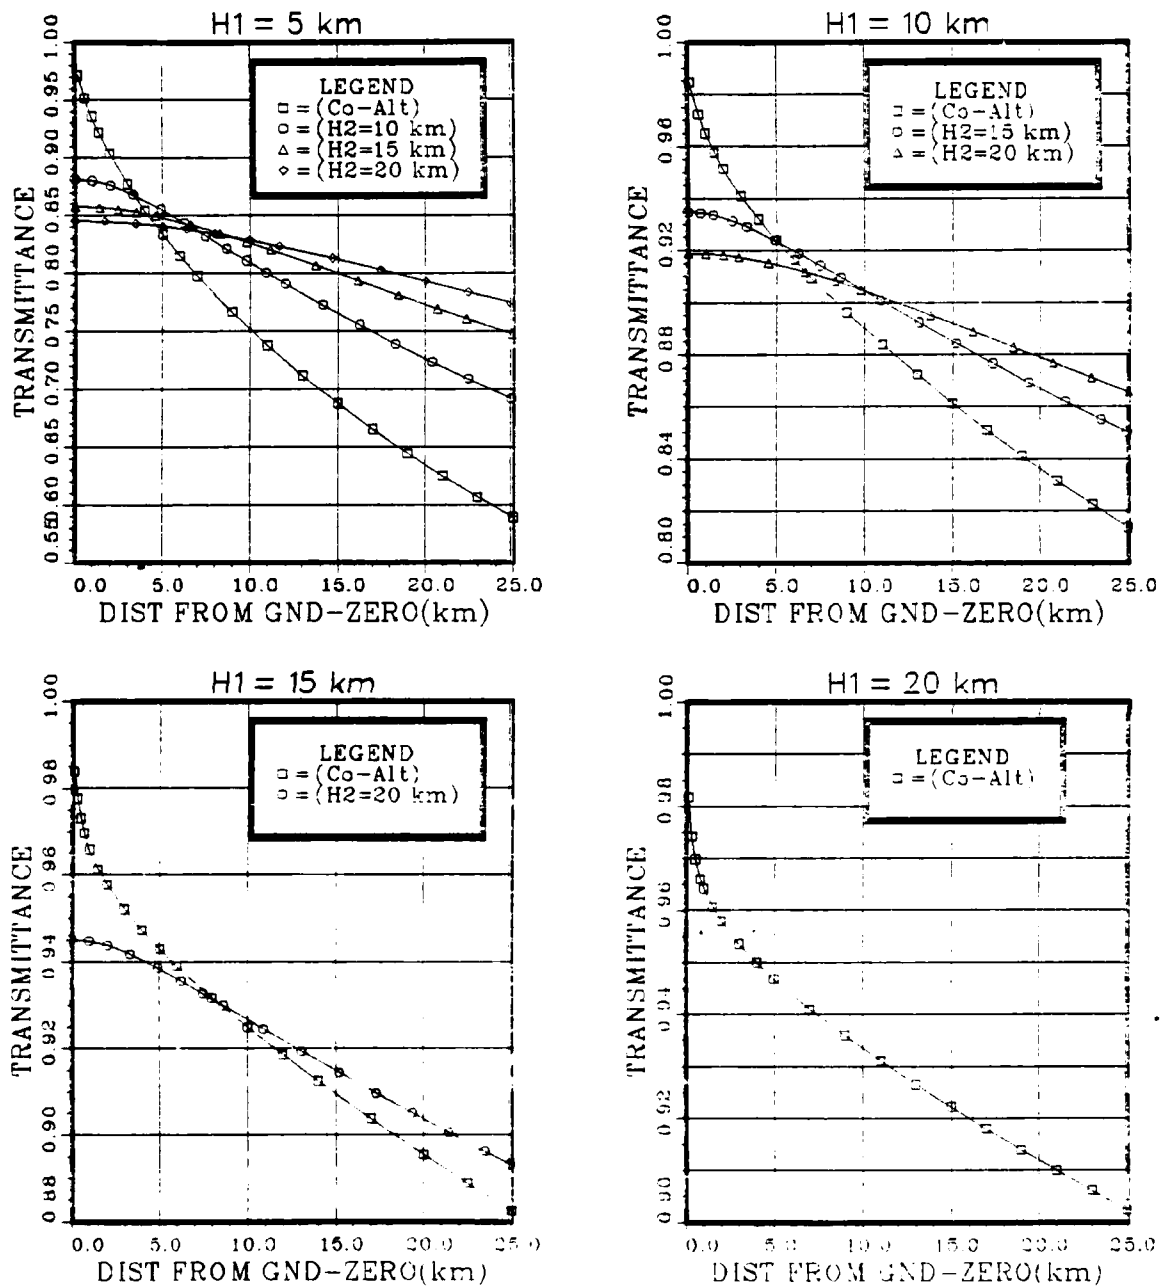 H1 = 5 km
TRANSMITTANCE
1.00
0.95
0.90
0.85
0.80
0.75
0.70
0.65
0.60
0.55
LEGEND
□ = (Co-Alt)
○ = (H2=10 km)
△ = (H2=15 km)
◇ = (H2=20 km)
0.0 5.0 10.0 15.0 20.0 25.0
DIST FROM GND-ZERO(km)
H1 = 10 km
TRANSMITTANCE
1.00
0.96
0.92
0.88
0.84
0.80
LEGEND
□ = (Co-Alt)
○ = (H2=15 km)
△ = (H2=20 km)
0.0 5.0 10.0 15.0 20.0 25.0
DIST FROM GND-ZERO(km)
H1 = 15 km
TRANSMITTANCE
1.00
0.98
0.96
0.94
0.92
0.90
0.88
LEGEND
□ = (Co-Alt)
○ = (H2=20 km)
0.0 5.0 10.0 15.0 20.0 25.0
DIST FROM GND-ZERO(km)
H1 = 20 km
TRANSMITTANCE
1.00
0.98
0.96
0.94
0.92
0.90
LEGEND
□ = (Co-Alt)
0.0 5.0 10.0 15.0 20.0 25.0
DIST FROM GND-ZERO(km)